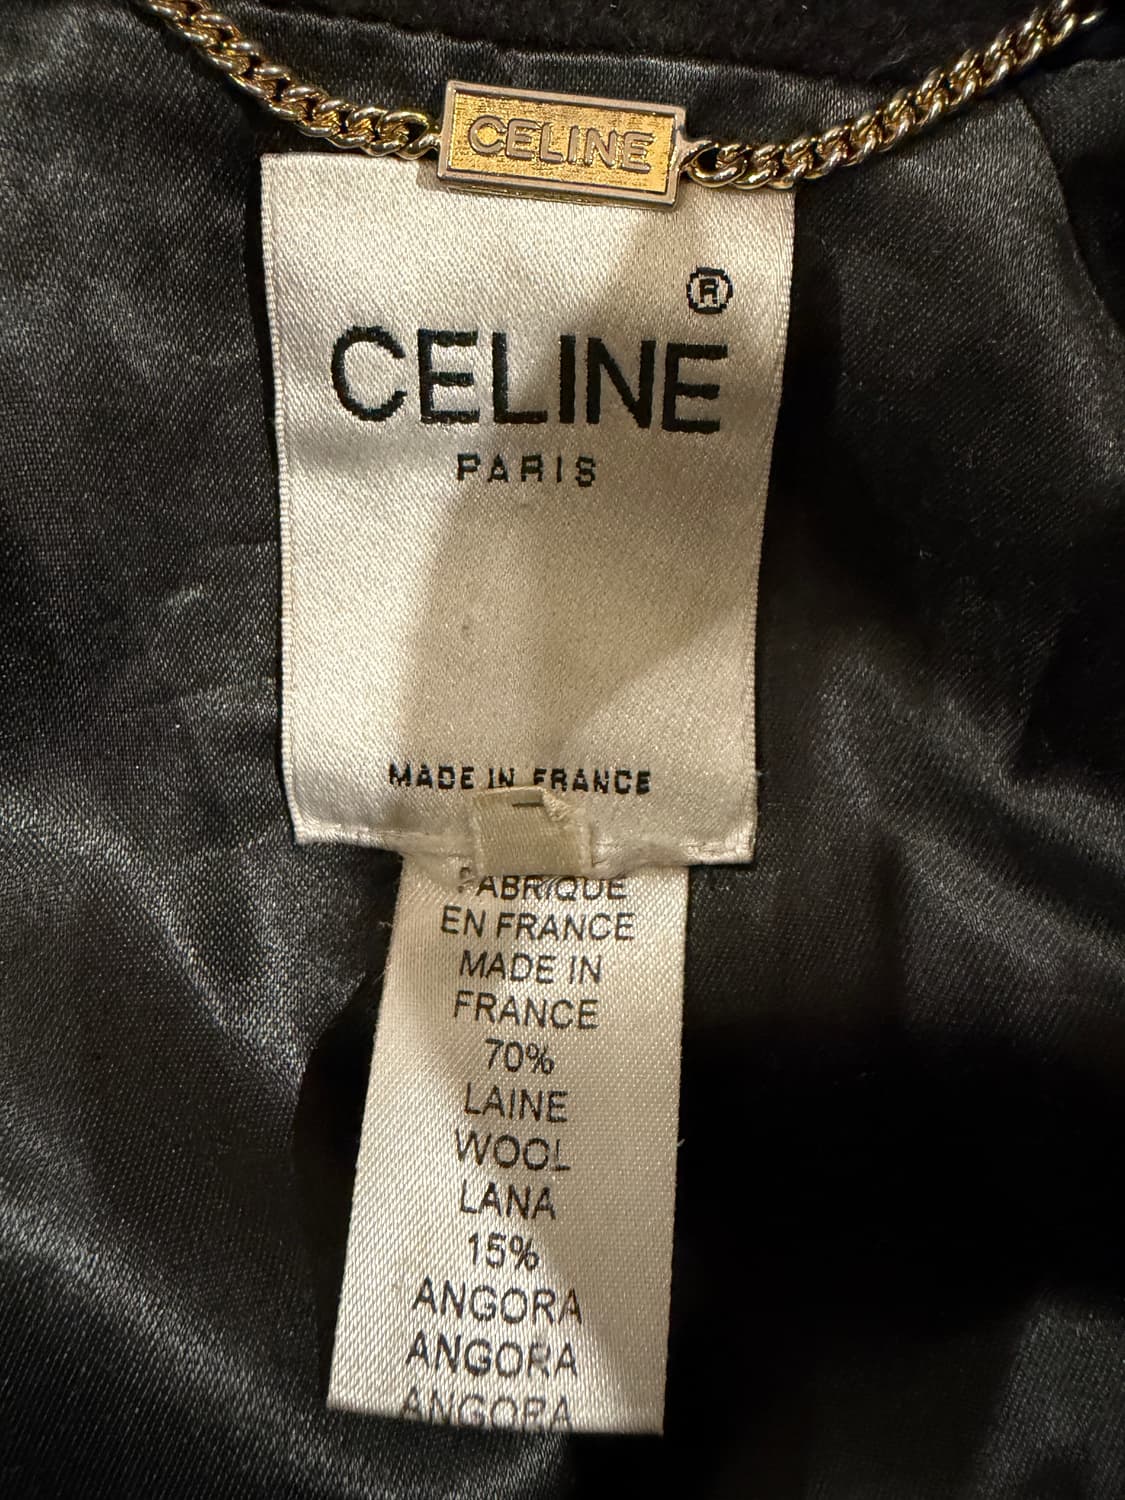 CELINE
®
CELINE
PARIS
MADE IN FRANCE
FABRIQUE
EN FRANCE
MADE IN
FRANCE
70%
LAINE
WOOL
LANA
15%
ANGORA
ANGORA
ANGORA